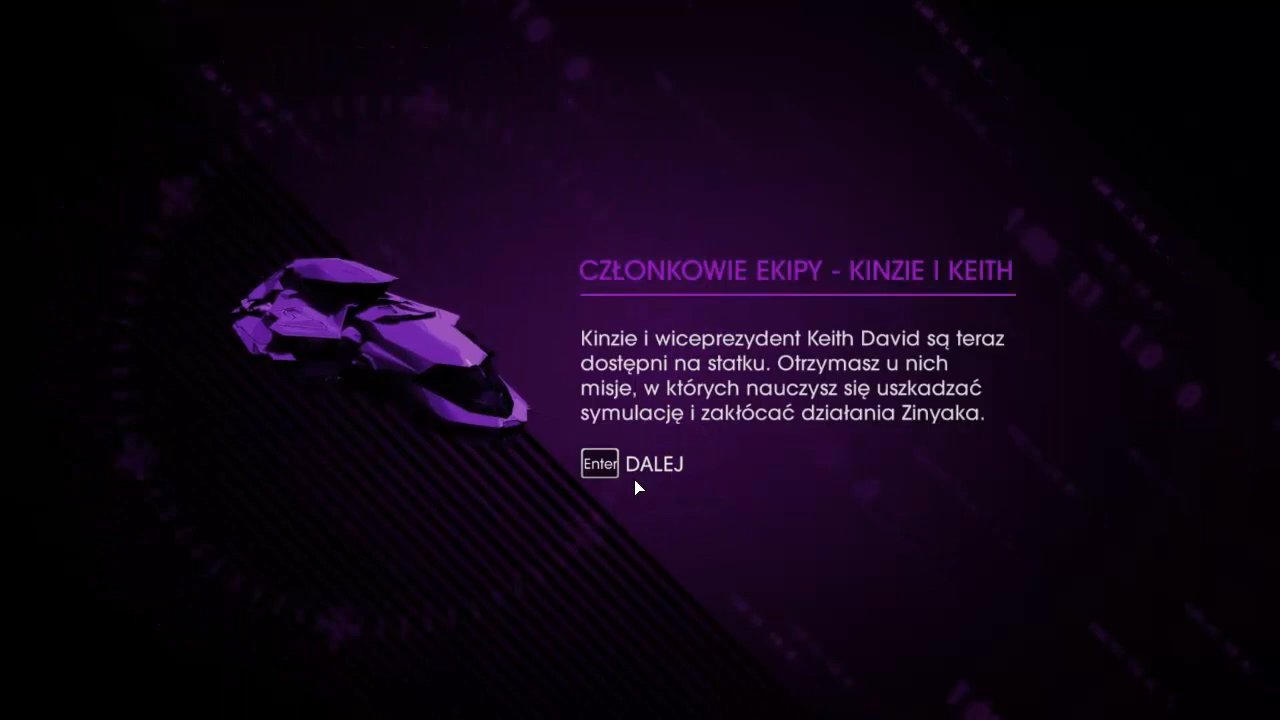 CZŁONKOWIE EKIPY - KINZIE I KEITH
Kinzie i wiceprezydent Keith David są teraz
dostępni na statku. Otrzymasz u nich
misje, w których nauczysz się uszkadzać
symulację i zakłócać działania Zinyaka.
Enter DALEJ